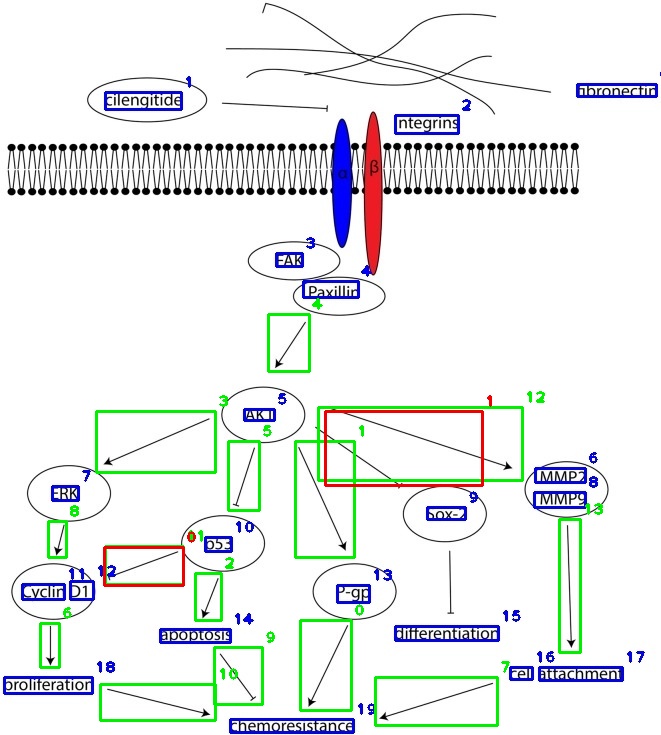 1
cilengitide
fibronectin
2
integrins
α
β
3
FAK
4
Paxillin
4
3
5
AKT
5
1
1
12
7
ERK
6
MMP2
8
MMP9
13
9
Sox-2
8
10
p53
11
12
Cyclin D1
2
13
P-gp
0
6
14
apoptosis
15
differentiation
9
7
16
17
cell attachment
18
proliferation
10
19
chemoresistance